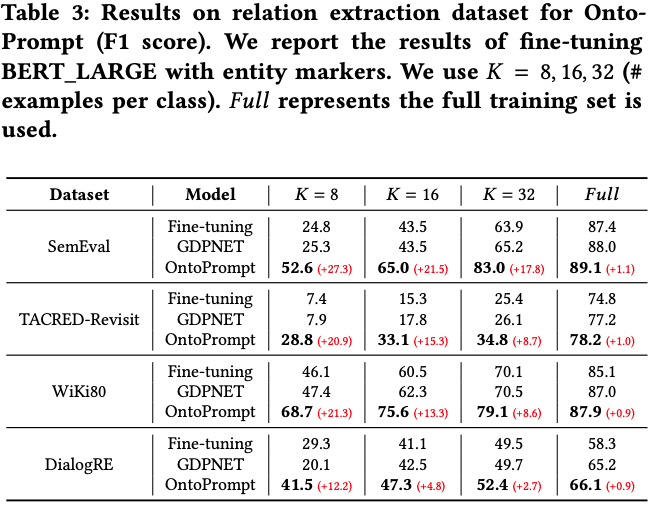 Table 3: Results on relation extraction dataset for Onto-
Prompt (F1 score). We report the results of fine-tuning
BERT_LARGE with entity markers. We use K = 8, 16, 32 (#
examples per class). Full represents the full training set is
used.
Dataset | Model | K = 8 | K = 16 | K = 32 | Full
Fine-tuning 24.8 43.5 63.9 87.4
SemEval GDPNET 25.3 43.5 65.2 88.0
OntoPrompt 52.6 (+27.3) 65.0 (+21.5) 83.0 (+17.8) 89.1 (+1.1)
Fine-tuning 7.4 15.3 25.4 74.8
TACRED-Revisit GDPNET 7.9 17.8 26.1 77.2
OntoPrompt 28.8 (+20.9) 33.1 (+15.3) 34.8 (+8.7) 78.2 (+1.0)
Fine-tuning 46.1 60.5 70.1 85.1
WiKi80 GDPNET 47.4 62.3 70.5 87.0
OntoPrompt 68.7 (+21.3) 75.6 (+13.3) 79.1 (+8.6) 87.9 (+0.9)
Fine-tuning 29.3 41.1 49.5 58.3
DialogRE GDPNET 20.1 42.5 49.7 65.2
OntoPrompt 41.5 (+12.2) 47.3 (+4.8) 52.4 (+2.7) 66.1 (+0.9)